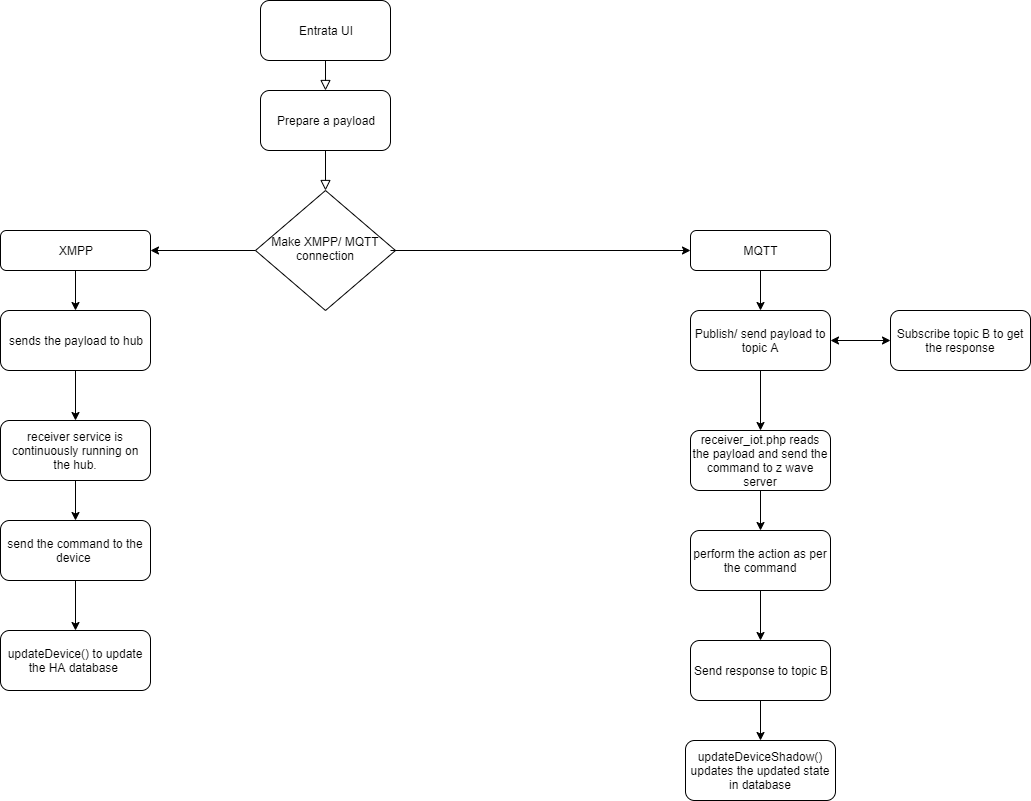 Entrata UI
Prepare a payload
Make XMPP/ MQTT
connection
XMPP
sends the payload to hub
receiver service is
continuously running on
the hub.
send the command to the
device
updateDevice() to update
the HA database
MQTT
Publish/ send payload to
topic A
Subscribe topic B to get
the response
receiver_iot.php reads
the payload and send the
command to z wave
server
perform the action as per
the command
Send response to topic B
updateDeviceShadow()
updates the updated state
in database